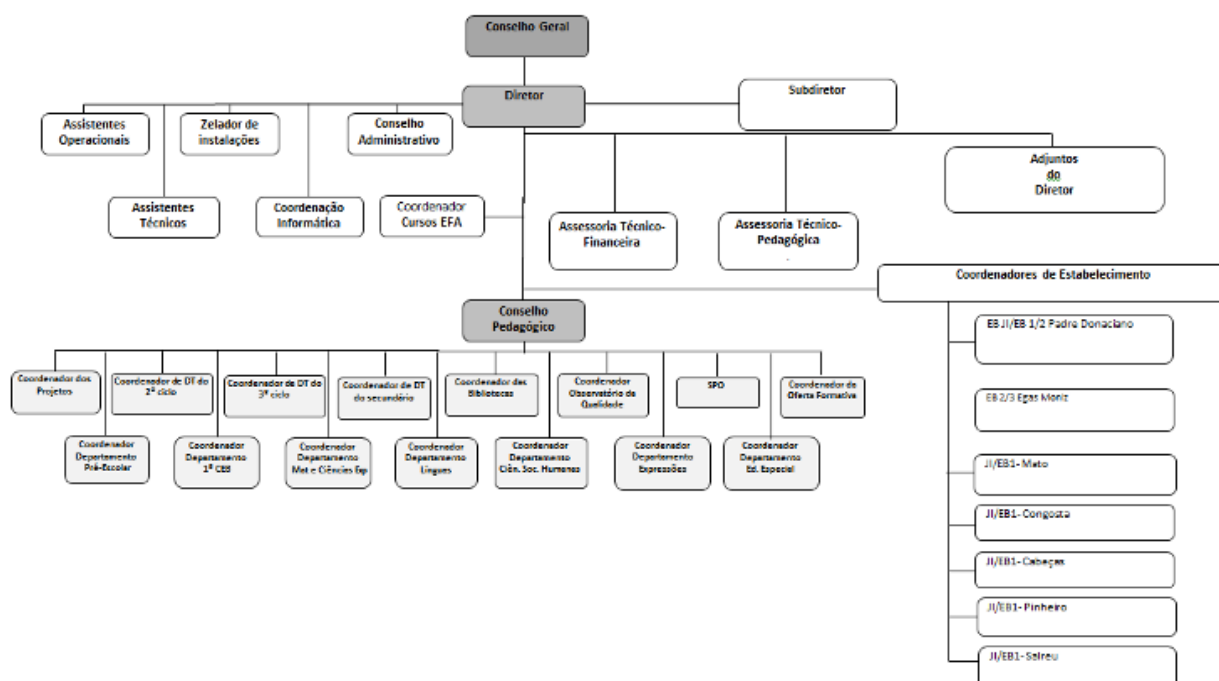 Conselho Geral
Diretor
Subdiretor
Assistentes
Operacionais
Zelador de
instalações
Conselho
Administrativo
Adjuntos
do
Diretor
Assistentes
Técnicos
Coordenação
Informática
Coordenador
Cursos EFA
Assessoria Técnico-
Financeira
Assessoria Técnico-
Pedagógica
.
Coordenadores de Estabelecimento
Conselho
Pedagógico
EB JI/EB 1/2 Padre Donaciano
EB 2/3 Egas Moniz
JI/EB1- Mato
JI/EB1- Congosta
JI/EB1- Cabeças
JI/EB1- Pinheiro
JI/EB1- Salreu
Coordenador dos
Projetos
Coordenador de DT do
2º ciclo
Coordenador de DT do
3º ciclo
Coordenador de DT
do secundário
Coordenador das
Bibliotecas
Coordenador
Observatório de
Qualidade
SPO
Coordenador da
Oferta Formativa
Coordenador
Departamento
Pré-Escolar
Coordenador
Departamento
1º CEB
Coordenador
Departamento
Mat e Ciências Exp
Coordenador
Departamento
Línguas
Coordenador
Departamento
Ciên. Soc. Humanas
Coordenador
Departamento
Expressões
Coordenador
Departamento
Ed. Especial